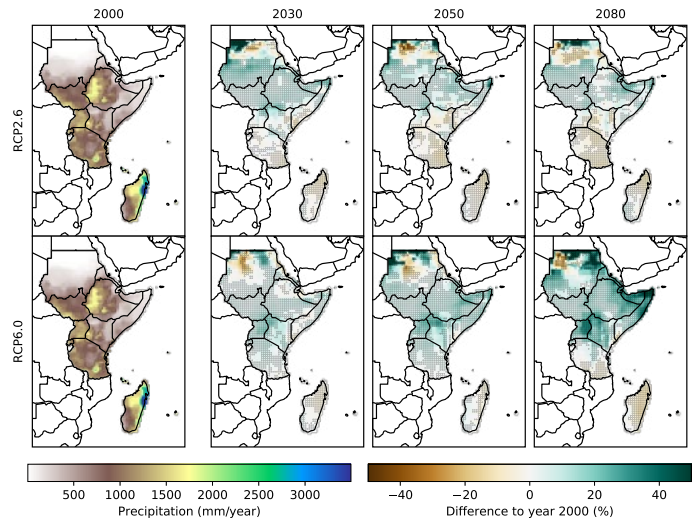 2000 2030 2050 2080
RCP2.6
RCP6.0
500 1000 1500 2000 2500 3000
Precipitation (mm/year)
−40 −20 0 20 40
Difference to year 2000 (%)